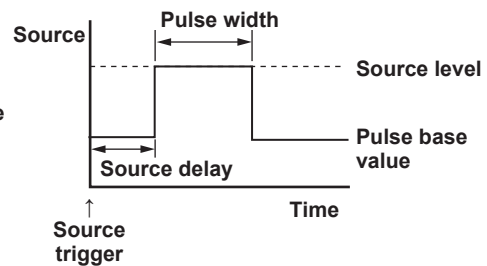 Pulse width
Source
Source level
e
Pulse base
value
Source delay
↑
Source
trigger
Time